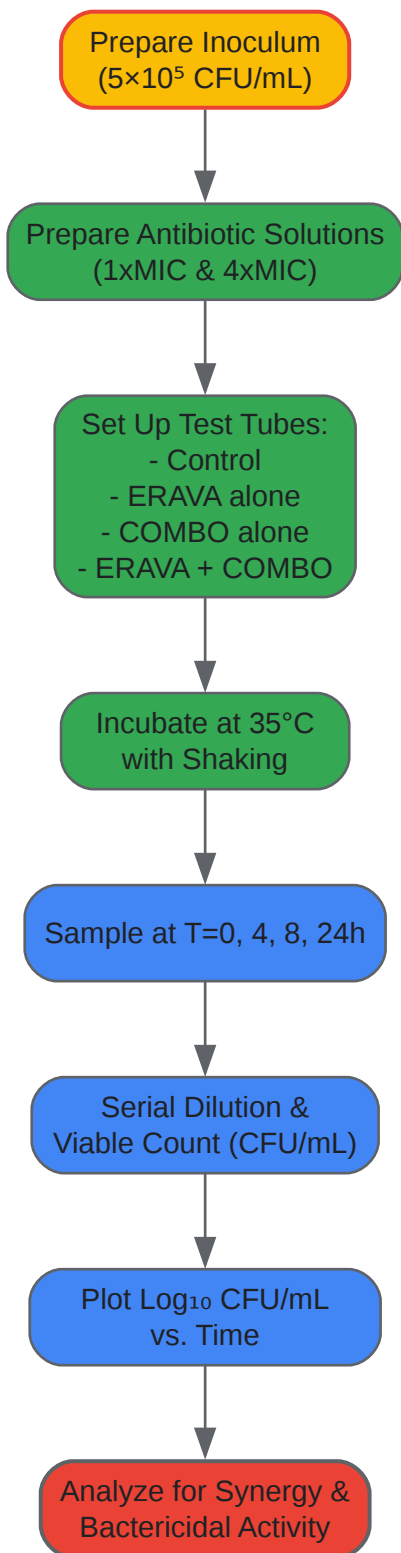 Prepare Inoculum
(5×10⁵ CFU/mL)
Prepare Antibiotic Solutions
(1xMIC & 4xMIC)
Set Up Test Tubes:
- Control
- ERAVA alone
- COMBO alone
- ERAVA + COMBO
Incubate at 35°C
with Shaking
Sample at T=0, 4, 8, 24h
Serial Dilution &
Viable Count (CFU/mL)
Plot Log₁₀ CFU/mL
vs. Time
Analyze for Synergy &
Bactericidal Activity